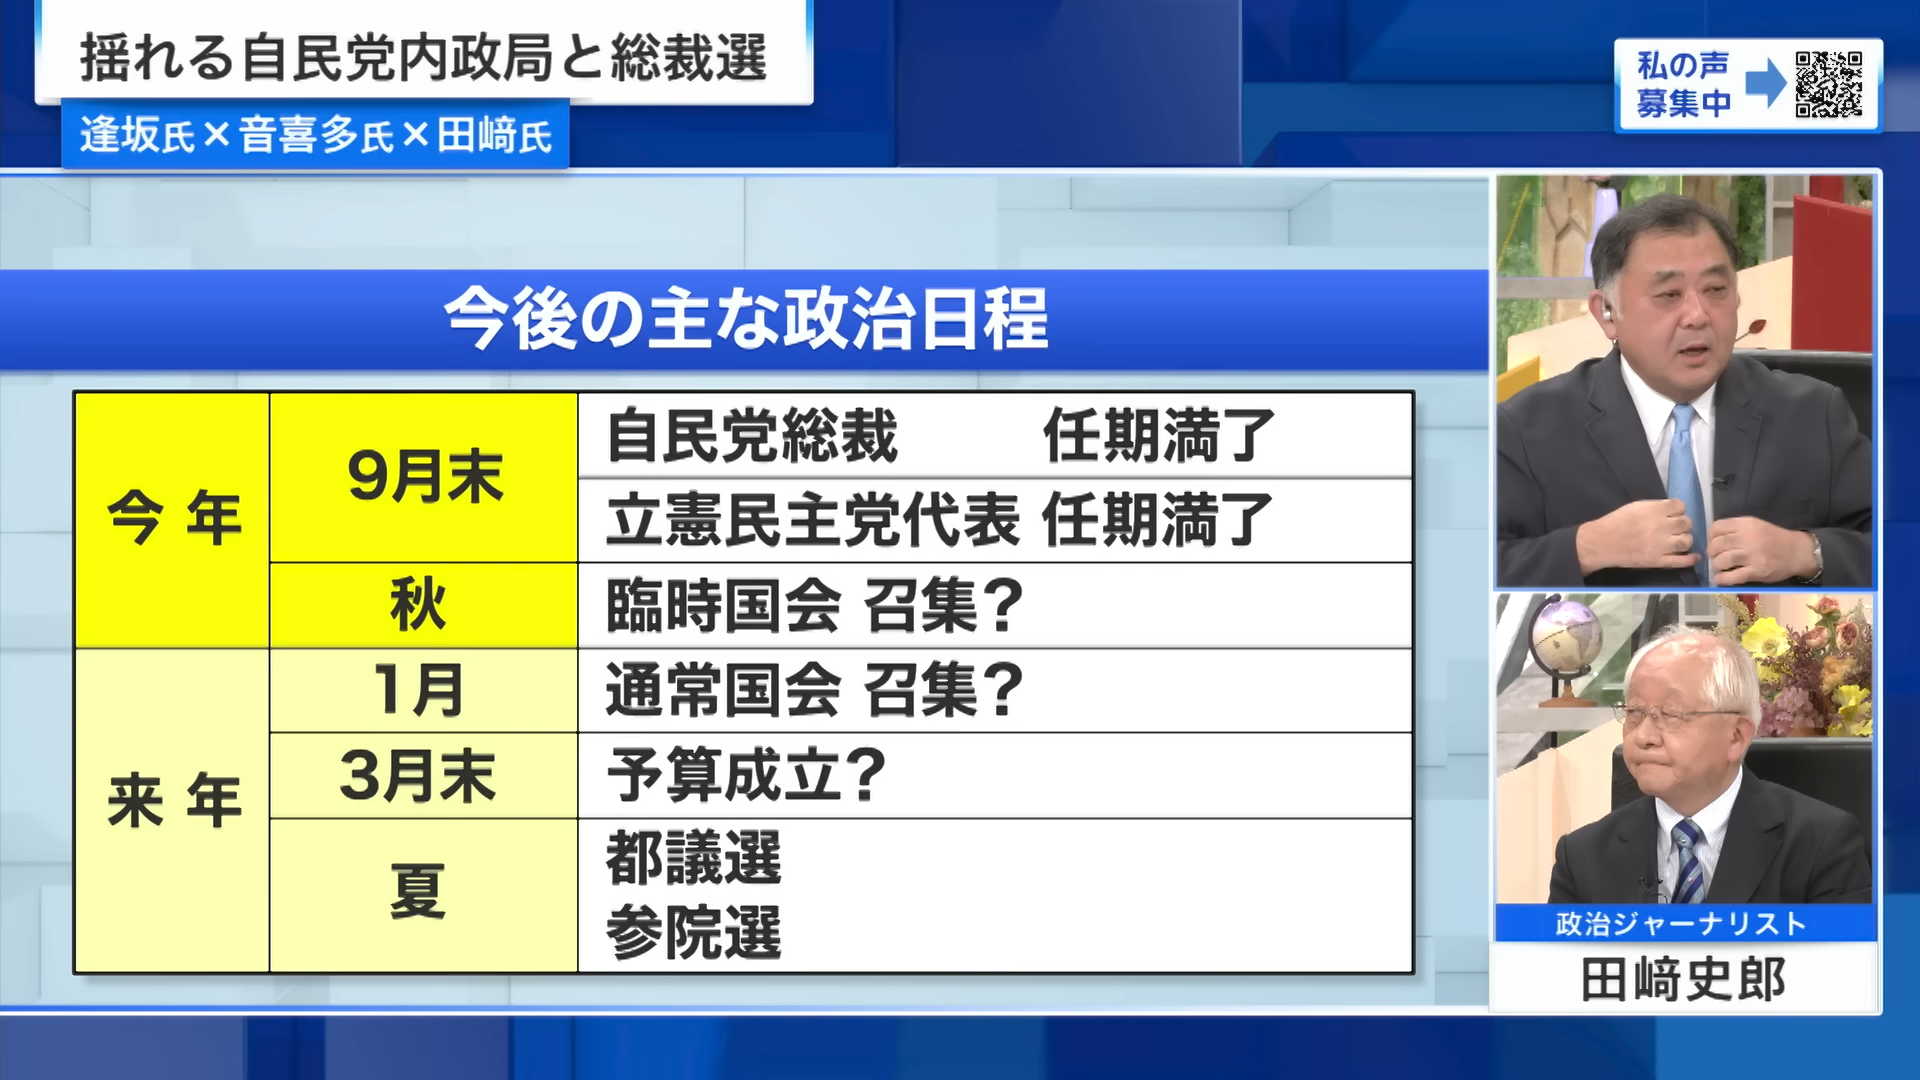 揺れる自民党内政局と総裁選
逢坂氏×音喜多氏×田﨑氏
私の声
募集中
今後の主な政治日程
今年
9月末
自民党総裁 任期満了
立憲民主党代表 任期満了
秋
臨時国会 召集?
来年
1月
通常国会 召集?
3月末
予算成立?
夏
都議選
参院選
政治ジャーナリスト
田﨑史郎